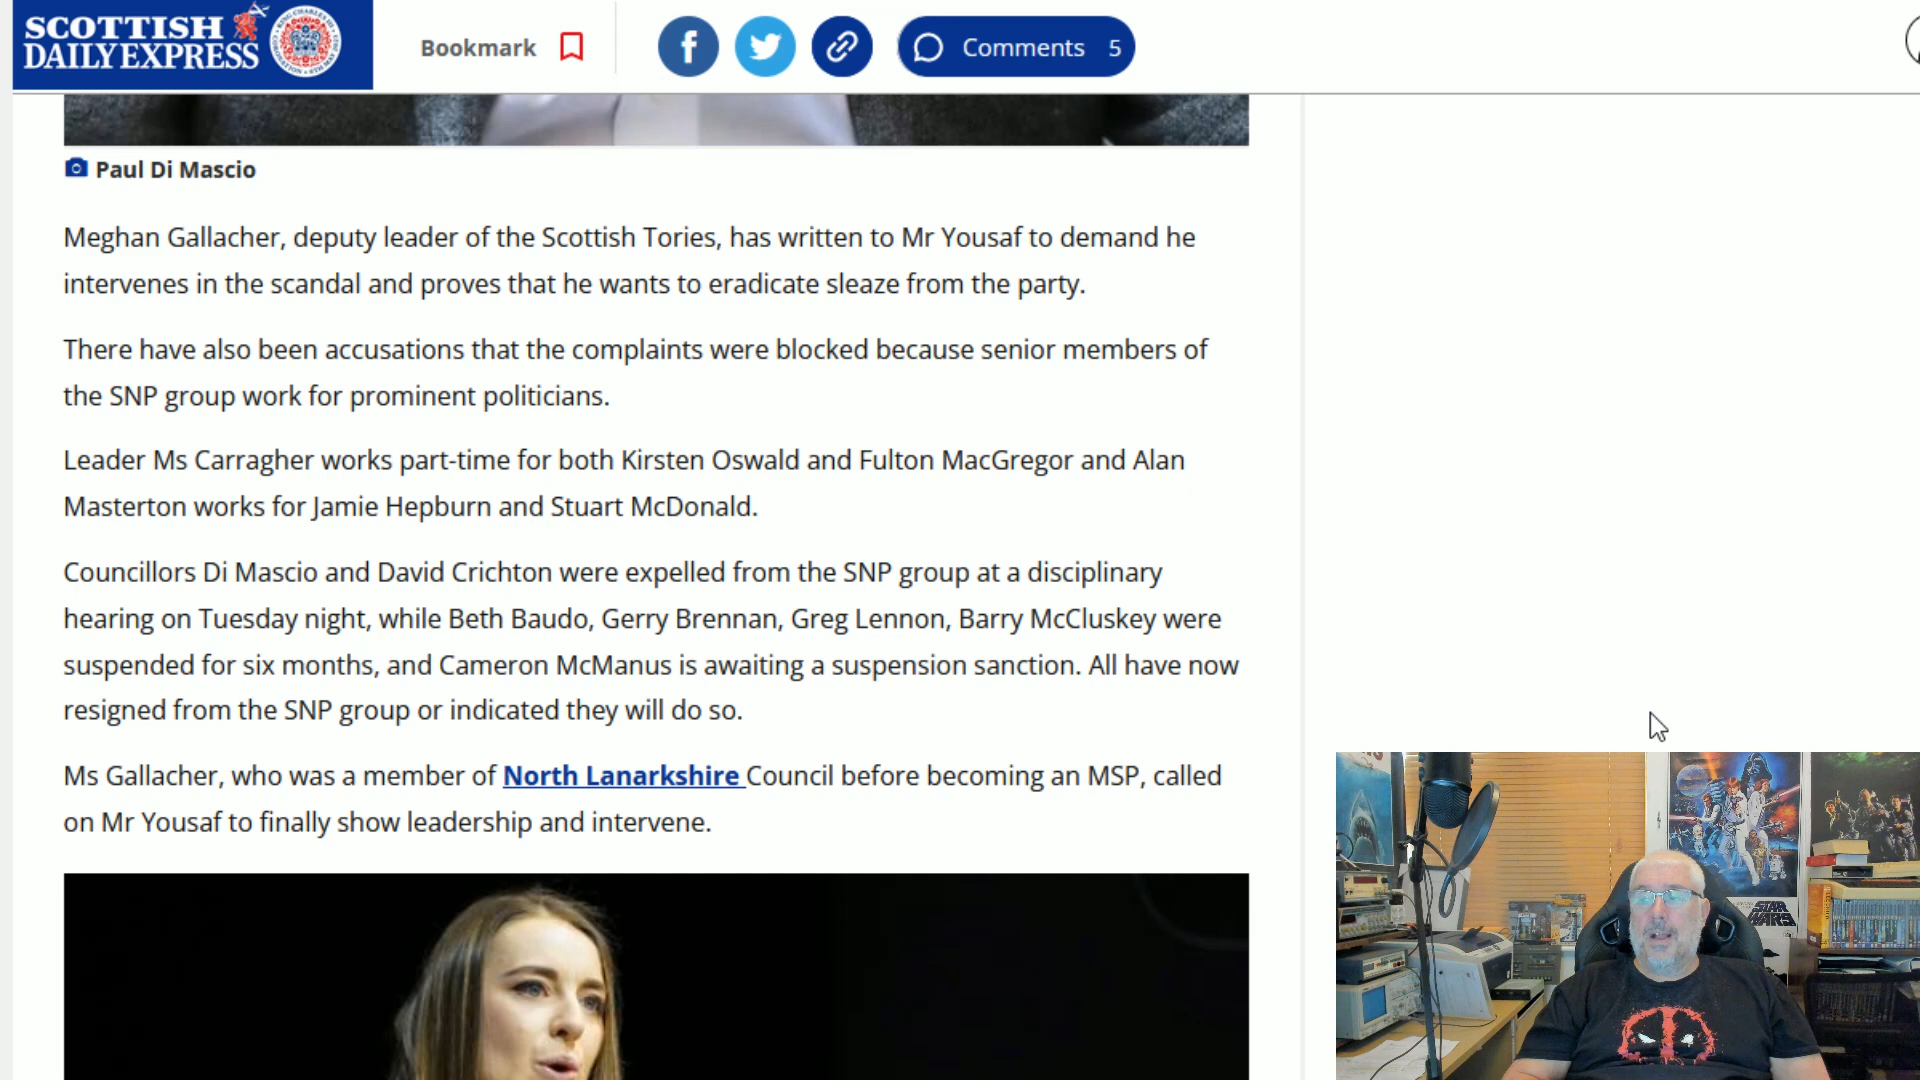 SCOTTISH
DAILY EXPRESS
Bookmark
Comments 5
Paul Di Mascio
Meghan Gallacher, deputy leader of the Scottish Tories, has written to Mr Yousaf to demand he
intervenes in the scandal and proves that he wants to eradicate sleaze from the party.
There have also been accusations that the complaints were blocked because senior members of
the SNP group work for prominent politicians.
Leader Ms Carragher works part-time for both Kirsten Oswald and Fulton MacGregor and Alan
Masterton works for Jamie Hepburn and Stuart McDonald.
Councillors Di Mascio and David Crichton were expelled from the SNP group at a disciplinary
hearing on Tuesday night, while Beth Baudo, Gerry Brennan, Greg Lennon, Barry McCluskey were
suspended for six months, and Cameron McManus is awaiting a suspension sanction. All have now
resigned from the SNP group or indicated they will do so.
Ms Gallacher, who was a member of North Lanarkshire Council before becoming an MSP, called
on Mr Yousaf to finally show leadership and intervene.
STAR
WARS